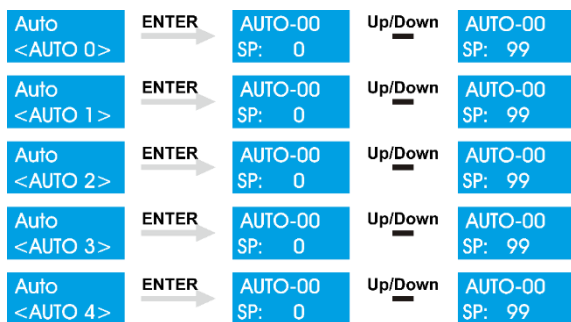 Auto ENTER AUTO-00 Up/Down AUTO-00
<AUTO 0> SP: 0 SP: 99
Auto ENTER AUTO-00 Up/Down AUTO-00
<AUTO 1> SP: 0 SP: 99
Auto ENTER AUTO-00 Up/Down AUTO-00
<AUTO 2> SP: 0 SP: 99
Auto ENTER AUTO-00 Up/Down AUTO-00
<AUTO 3> SP: 0 SP: 99
Auto ENTER AUTO-00 Up/Down AUTO-00
<AUTO 4> SP: 0 SP: 99